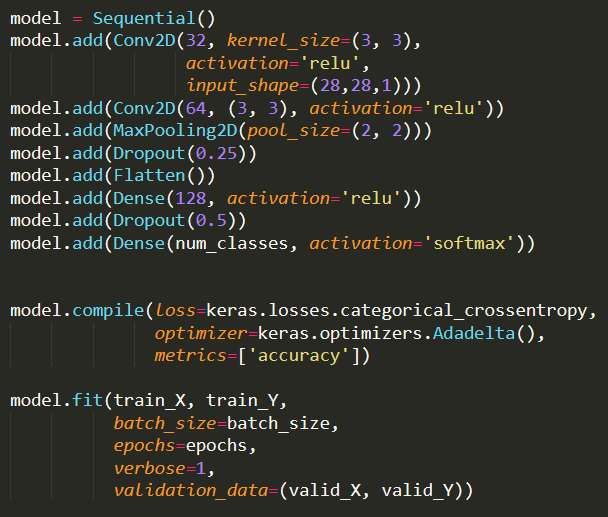 model = Sequential()
model.add(Conv2D(32, kernel_size=(3, 3),
                 activation='relu',
                 input_shape=(28,28,1)))
model.add(Conv2D(64, (3, 3), activation='relu'))
model.add(MaxPooling2D(pool_size=(2, 2)))
model.add(Dropout(0.25))
model.add(Flatten())
model.add(Dense(128, activation='relu'))
model.add(Dropout(0.5))
model.add(Dense(num_classes, activation='softmax'))
model.compile(loss=keras.losses.categorical_crossentropy,
              optimizer=keras.optimizers.Adadelta(),
              metrics=['accuracy'])
model.fit(train_X, train_Y,
          batch_size=batch_size,
          epochs=epochs,
          verbose=1,
          validation_data=(valid_X, valid_Y))